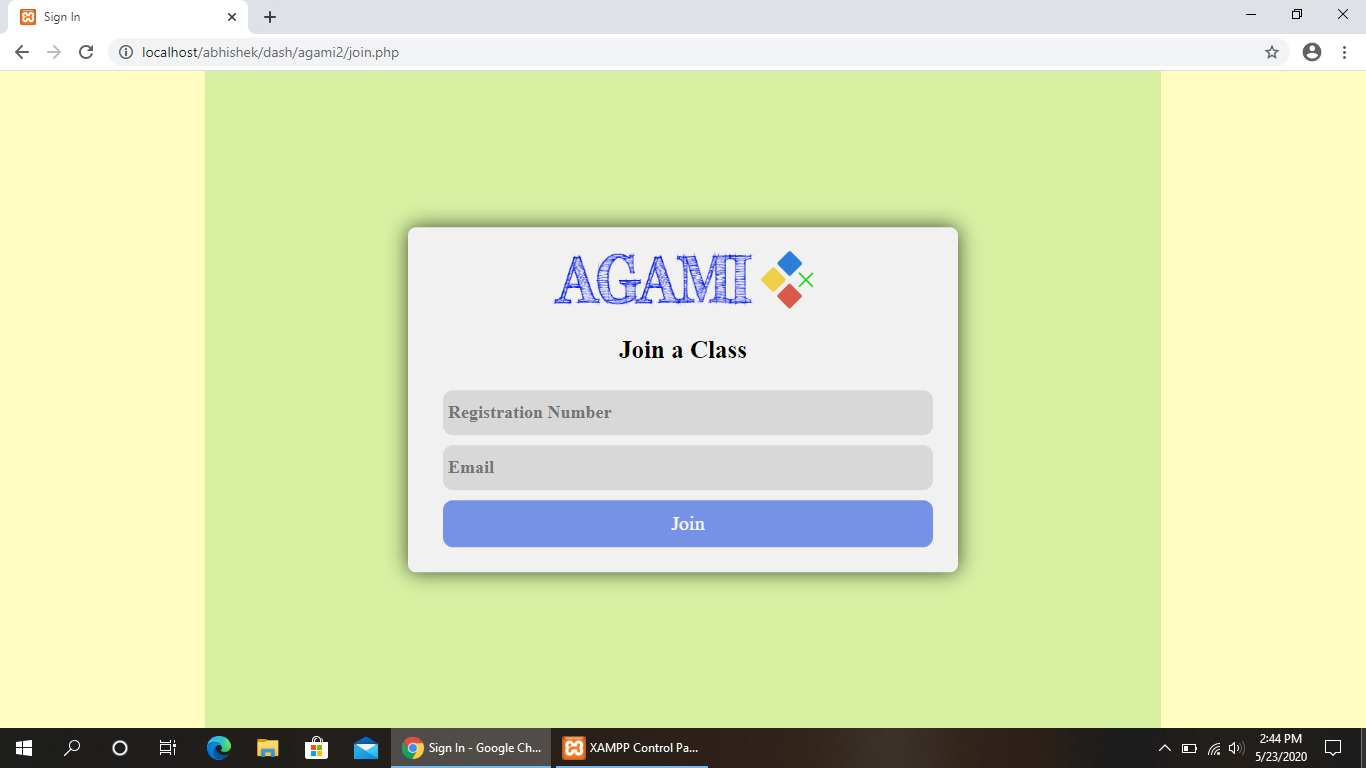 Sign In
localhost/abhishek/dash/agami2/join.php
AGAMI
Join a Class
Registration Number
Email
Join
Sign In - Google Ch...
XAMPP Control Pa...
2:44 PM
5/23/2020